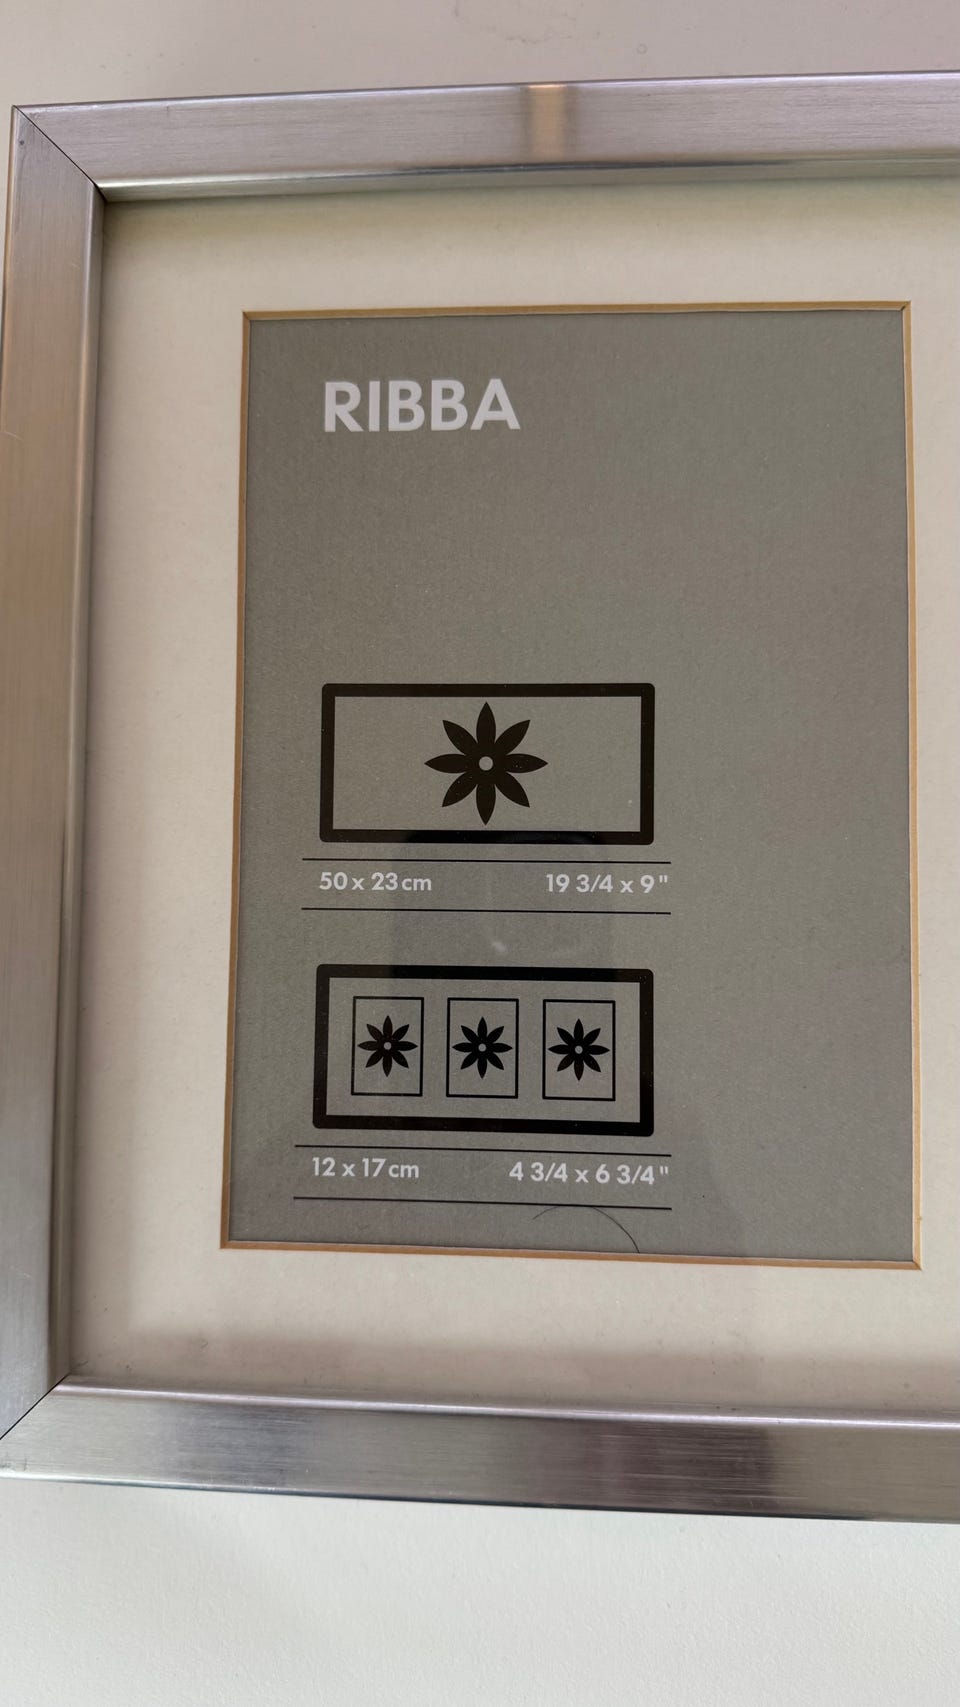 RIBBA
50 x 23 cm 19 3/4 x 9"
12 x 17 cm 4 3/4 x 6 3/4"